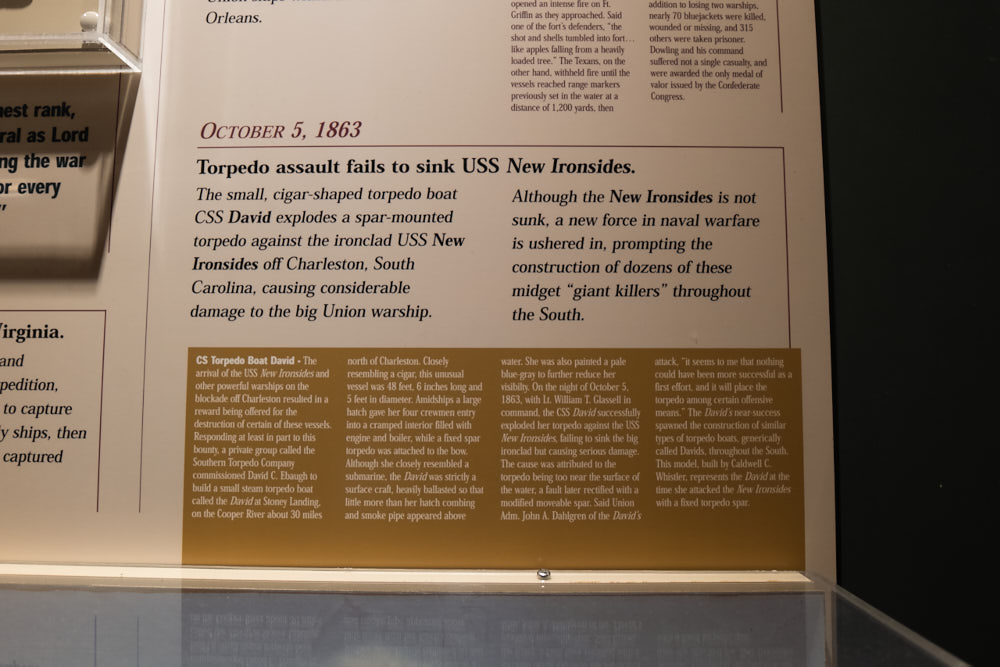 Orleans.
opened an intense fire on Ft.
Griffin as they approached. Said
one of the fort's defenders, "the
shot and shells tumbled into fort…
like apples falling from a heavily
loaded tree." The Texans, on the
other hand, withheld fire until the
vessels reached range markers
previously set in the water at a
distance of 1,200 yards, then
addition to losing two warships,
nearly 70 bluejackets were killed,
wounded or missing, and 315
others were taken prisoner.
Dowling and his command
suffered not a single casualty, and
were awarded the only medal of
valor issued by the Confederate
Congress.
est rank,
ral as Lord
ng the war
or every
"
October 5, 1863
Torpedo assault fails to sink USS New Ironsides.
The small, cigar-shaped torpedo boat
CSS David explodes a spar-mounted
torpedo against the ironclad USS New
Ironsides off Charleston, South
Carolina, causing considerable
damage to the big Union warship.
Although the New Ironsides is not
sunk, a new force in naval warfare
is ushered in, prompting the
construction of dozens of these
midget "giant killers" throughout
the South.
irginia.
and
pedition,
to capture
y ships, then
captured
CS Torpedo Boat David - The
arrival of the USS New Ironsides and
other powerful warships on the
blockade off Charleston resulted in a
reward being offered for the
destruction of certain of these vessels.
Responding at least in part to this
bounty, a private group called the
Southern Torpedo Company
commissioned David C. Ebaugh to
build a small steam torpedo boat
called the David at Stoney Landing,
on the Cooper River about 30 miles
north of Charleston. Closely
resembling a cigar, this unusual
vessel was 48 feet, 6 inches long and
5 feet in diameter. Amidships a large
hatch gave her four crewmen entry
into a cramped interior filled with
engine and boiler, while a fixed spar
torpedo was attached to the bow.
Although she closely resembled a
submarine, the David was strictly a
surface craft, heavily ballasted so that
little more than her hatch combing
and smoke pipe appeared above
water. She was also painted a pale
blue-gray to further reduce her
visibilty. On the night of October 5,
1863, with Lt. William T. Glassell in
command, the CSS David successfully
exploded her torpedo against the USS
New Ironsides, failing to sink the big
ironclad but causing serious damage.
The cause was attributed to the
torpedo being too near the surface of
the water, a fault later rectified with a
modified moveable spar. Said Union
Adm. John A. Dahlgren of the David's
attack, "it seems to me that nothing
could have been more successful as a
first effort, and it will place the
torpedo among certain offensive
means." The David's near-success
spawned the construction of similar
types of torpedo boats, generically
called Davids, throughout the South.
This model, built by Caldwell C.
Whistler, represents the David at the
time she attacked the New Ironsides
with a fixed torpedo spar.